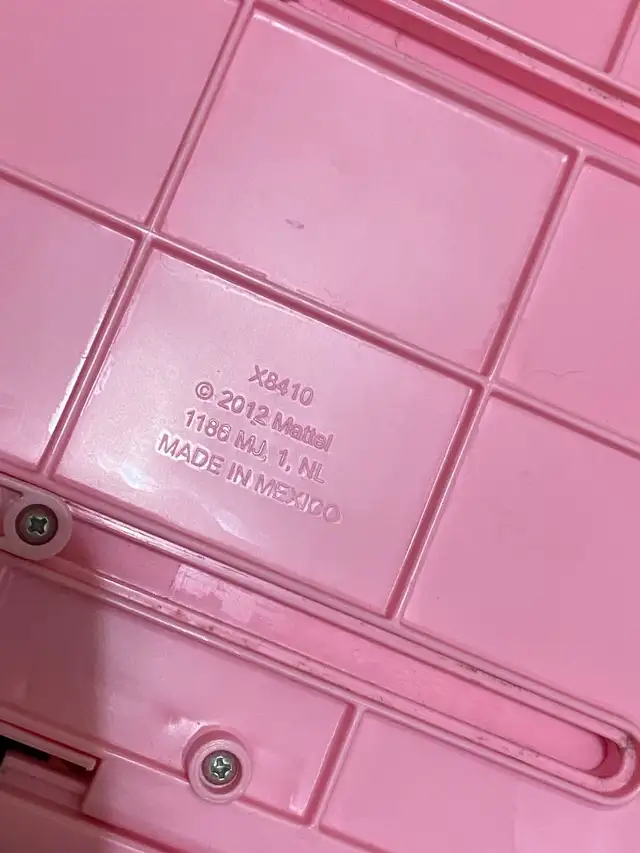 X8410
© 2012 Mattel
1186 MJ, 1, NL
MADE IN MEXICO